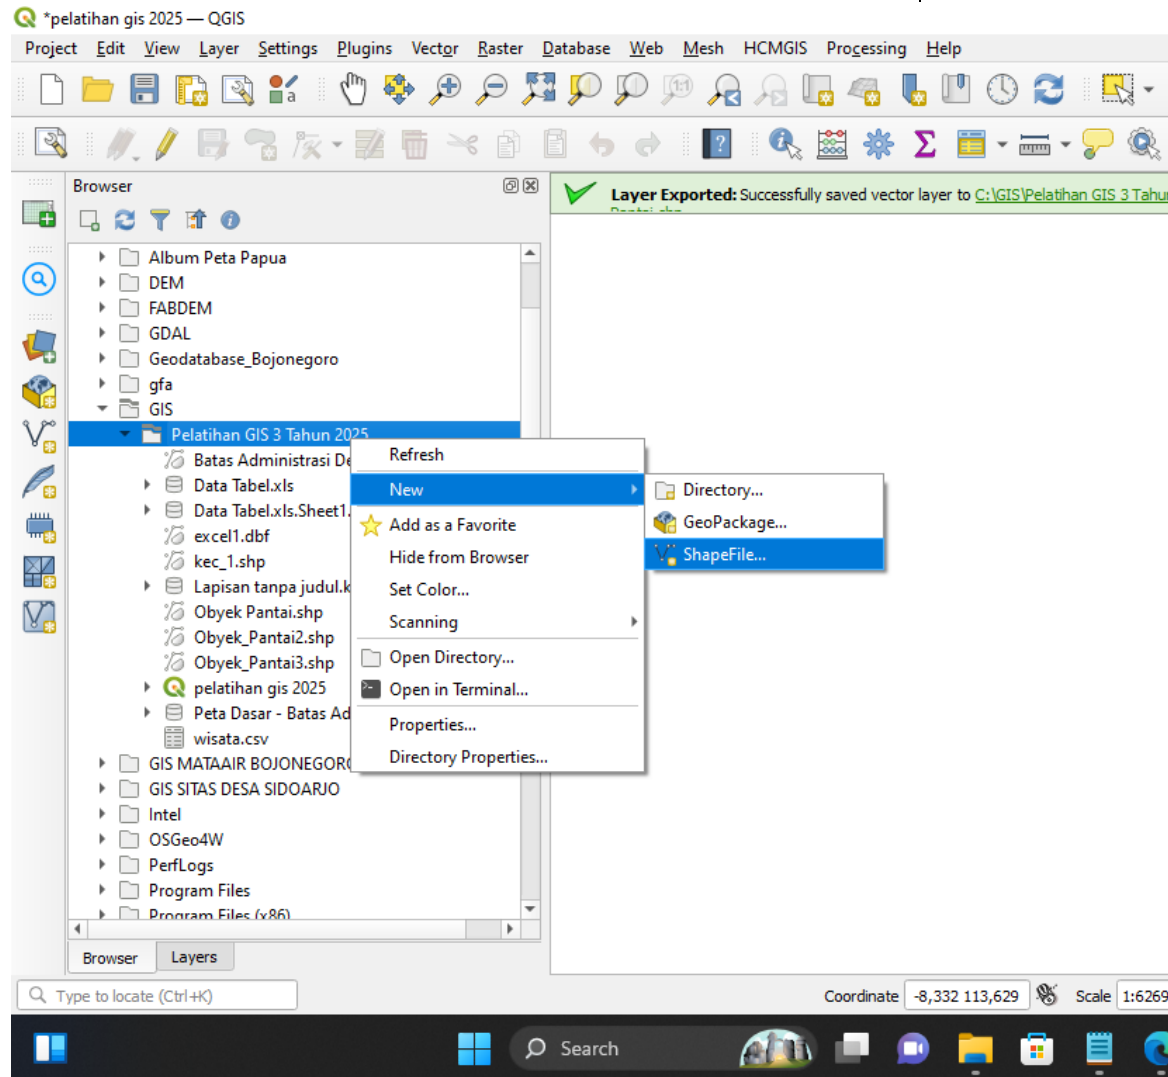 *pelatihan gis 2025 — QGIS
Project Edit View Layer Settings Plugins Vector Raster Database Web Mesh HCMGIS Processing Help
Browser
Layer Exported: Successfully saved vector layer to C:\GIS\Pelatihan GIS 3 Tahu
Album Peta Papua
DEM
FABDEM
GDAL
Geodatabase_Bojonegoro
gfa
GIS
Pelatihan GIS 3 Tahun 2025
Batas Administrasi De
Data Tabel.xls
Data Tabel.xls.Sheet1.
excel1.dbf
kec_1.shp
Lapisan tanpa judul.k
Obyek Pantai.shp
Obyek_Pantai2.shp
Obyek_Pantai3.shp
pelatihan gis 2025
Peta Dasar - Batas Ad
wisata.csv
GIS MATAAIR BOJONEGORO
GIS SITAS DESA SIDOARJO
Intel
OSGeo4W
PerfLogs
Program Files
Program Files (x86)
Refresh
New
Add as a Favorite
Hide from Browser
Set Color...
Scanning
Open Directory...
Open in Terminal...
Properties...
Directory Properties...
Directory...
GeoPackage...
ShapeFile...
Browser Layers
Type to locate (Ctrl+K)
Coordinate -8,332 113,629 Scale 1:6269
Search